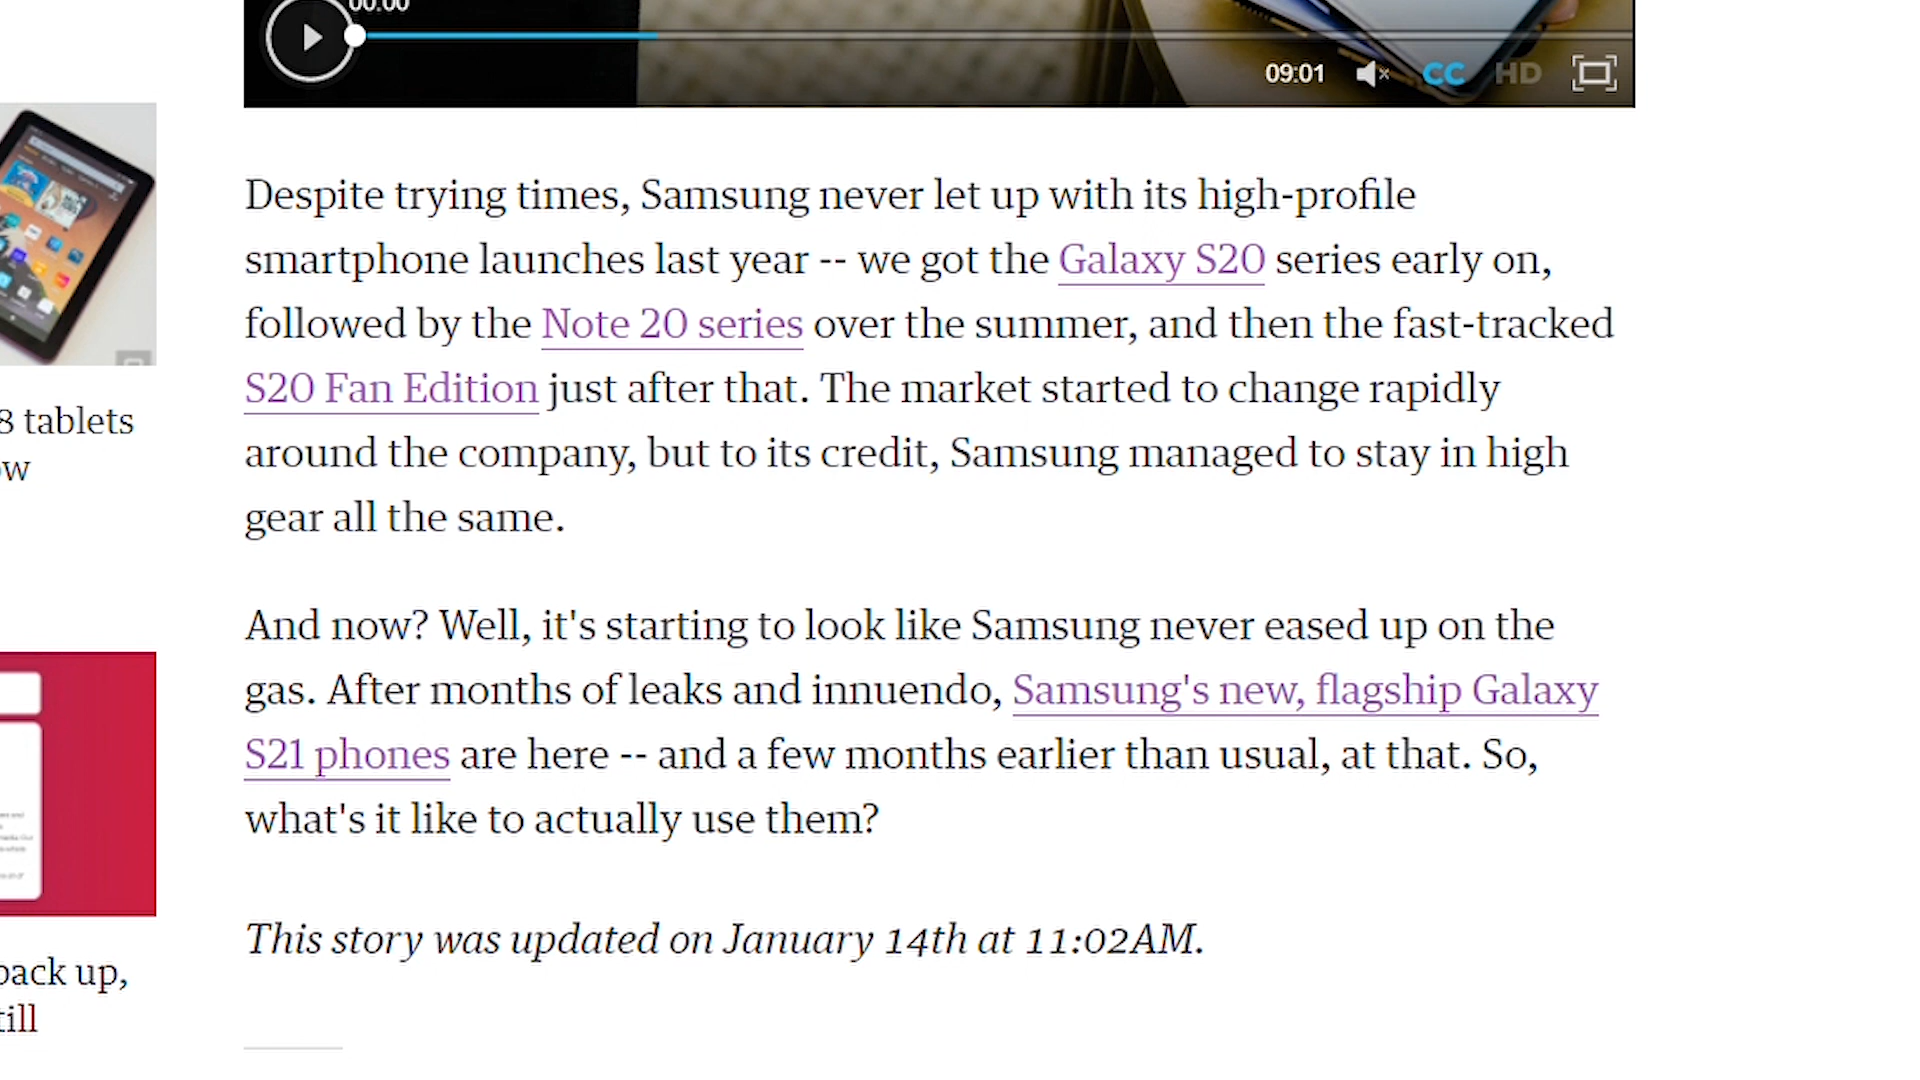 00:00
09:01
CC
HD
Despite trying times, Samsung never let up with its high-profile
smartphone launches last year -- we got the Galaxy S20 series early on,
followed by the Note 20 series over the summer, and then the fast-tracked
S20 Fan Edition just after that. The market started to change rapidly
around the company, but to its credit, Samsung managed to stay in high
gear all the same.
And now? Well, it's starting to look like Samsung never eased up on the
gas. After months of leaks and innuendo, Samsung's new, flagship Galaxy
S21 phones are here -- and a few months earlier than usual, at that. So,
what's it like to actually use them?
This story was updated on January 14th at 11:02AM.
8 tablets
back up,